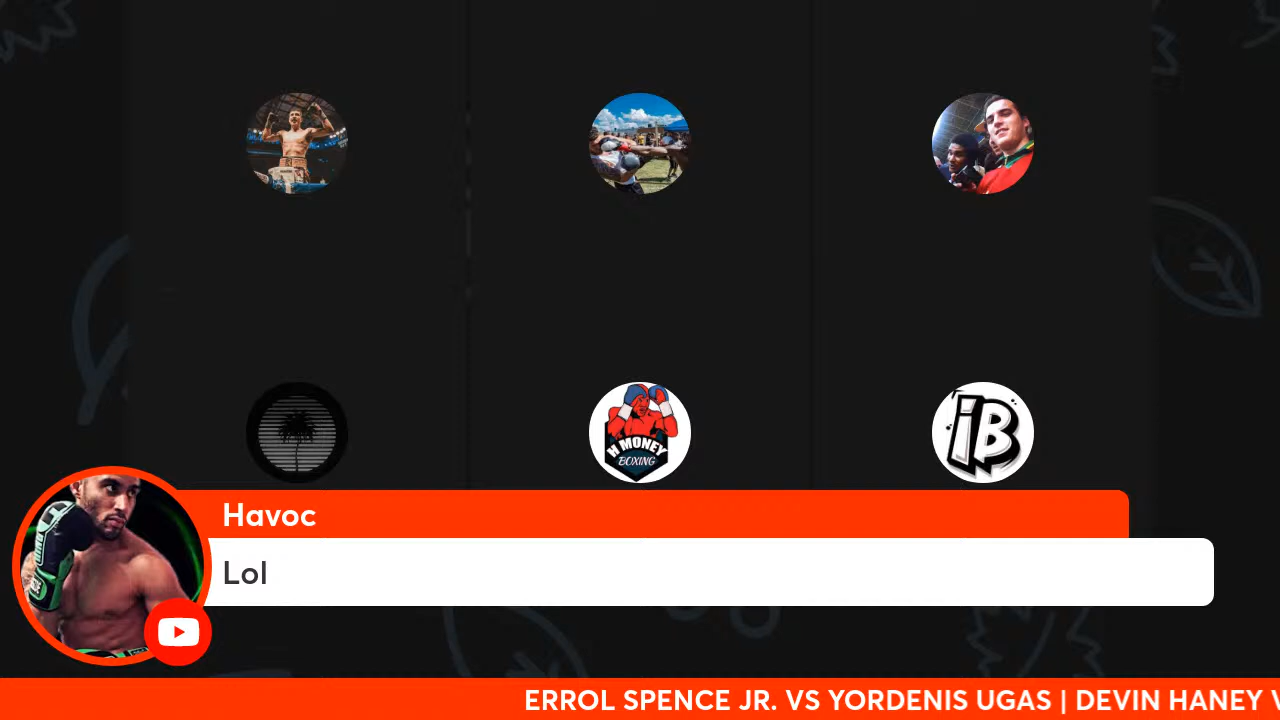 H MONEY
BOXING
iB
Havoc
Lol
ERROL SPENCE JR. VS YORDENIS UGAS | DEVIN HANEY V